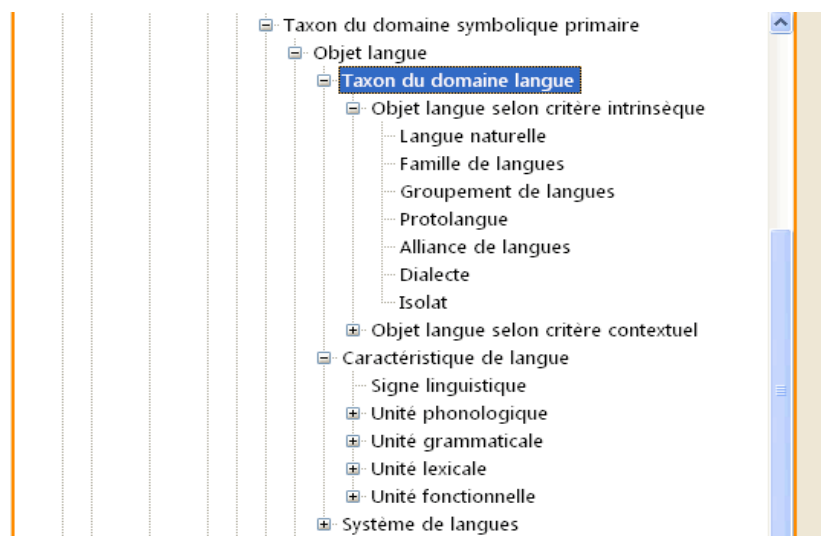 Taxon du domaine symbolique primaire
Objet langue
Taxon du domaine langue
Objet langue selon critère intrinsèque
Langue naturelle
Famille de langues
Groupement de langues
Protolangue
Alliance de langues
Dialecte
Isolat
Objet langue selon critère contextuel
Caractéristique de langue
Signe linguistique
Unité phonologique
Unité grammaticale
Unité lexicale
Unité fonctionnelle
Système de langues